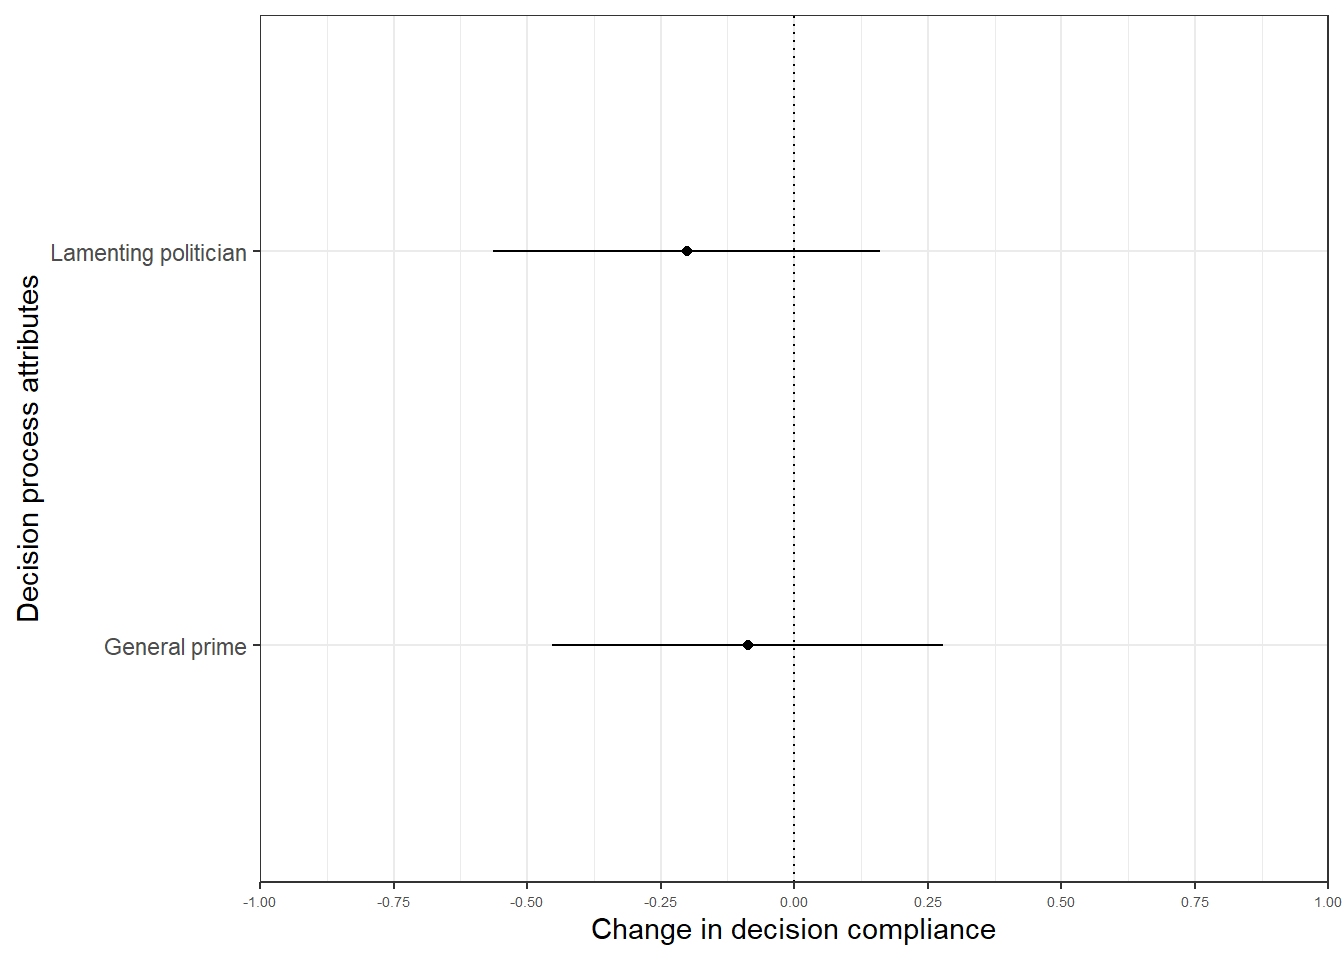 Lamenting politician
General prime
Decision process attributes
-1.00 -0.75 -0.50 -0.25 0.00 0.25 0.50 0.75 1.00
Change in decision compliance